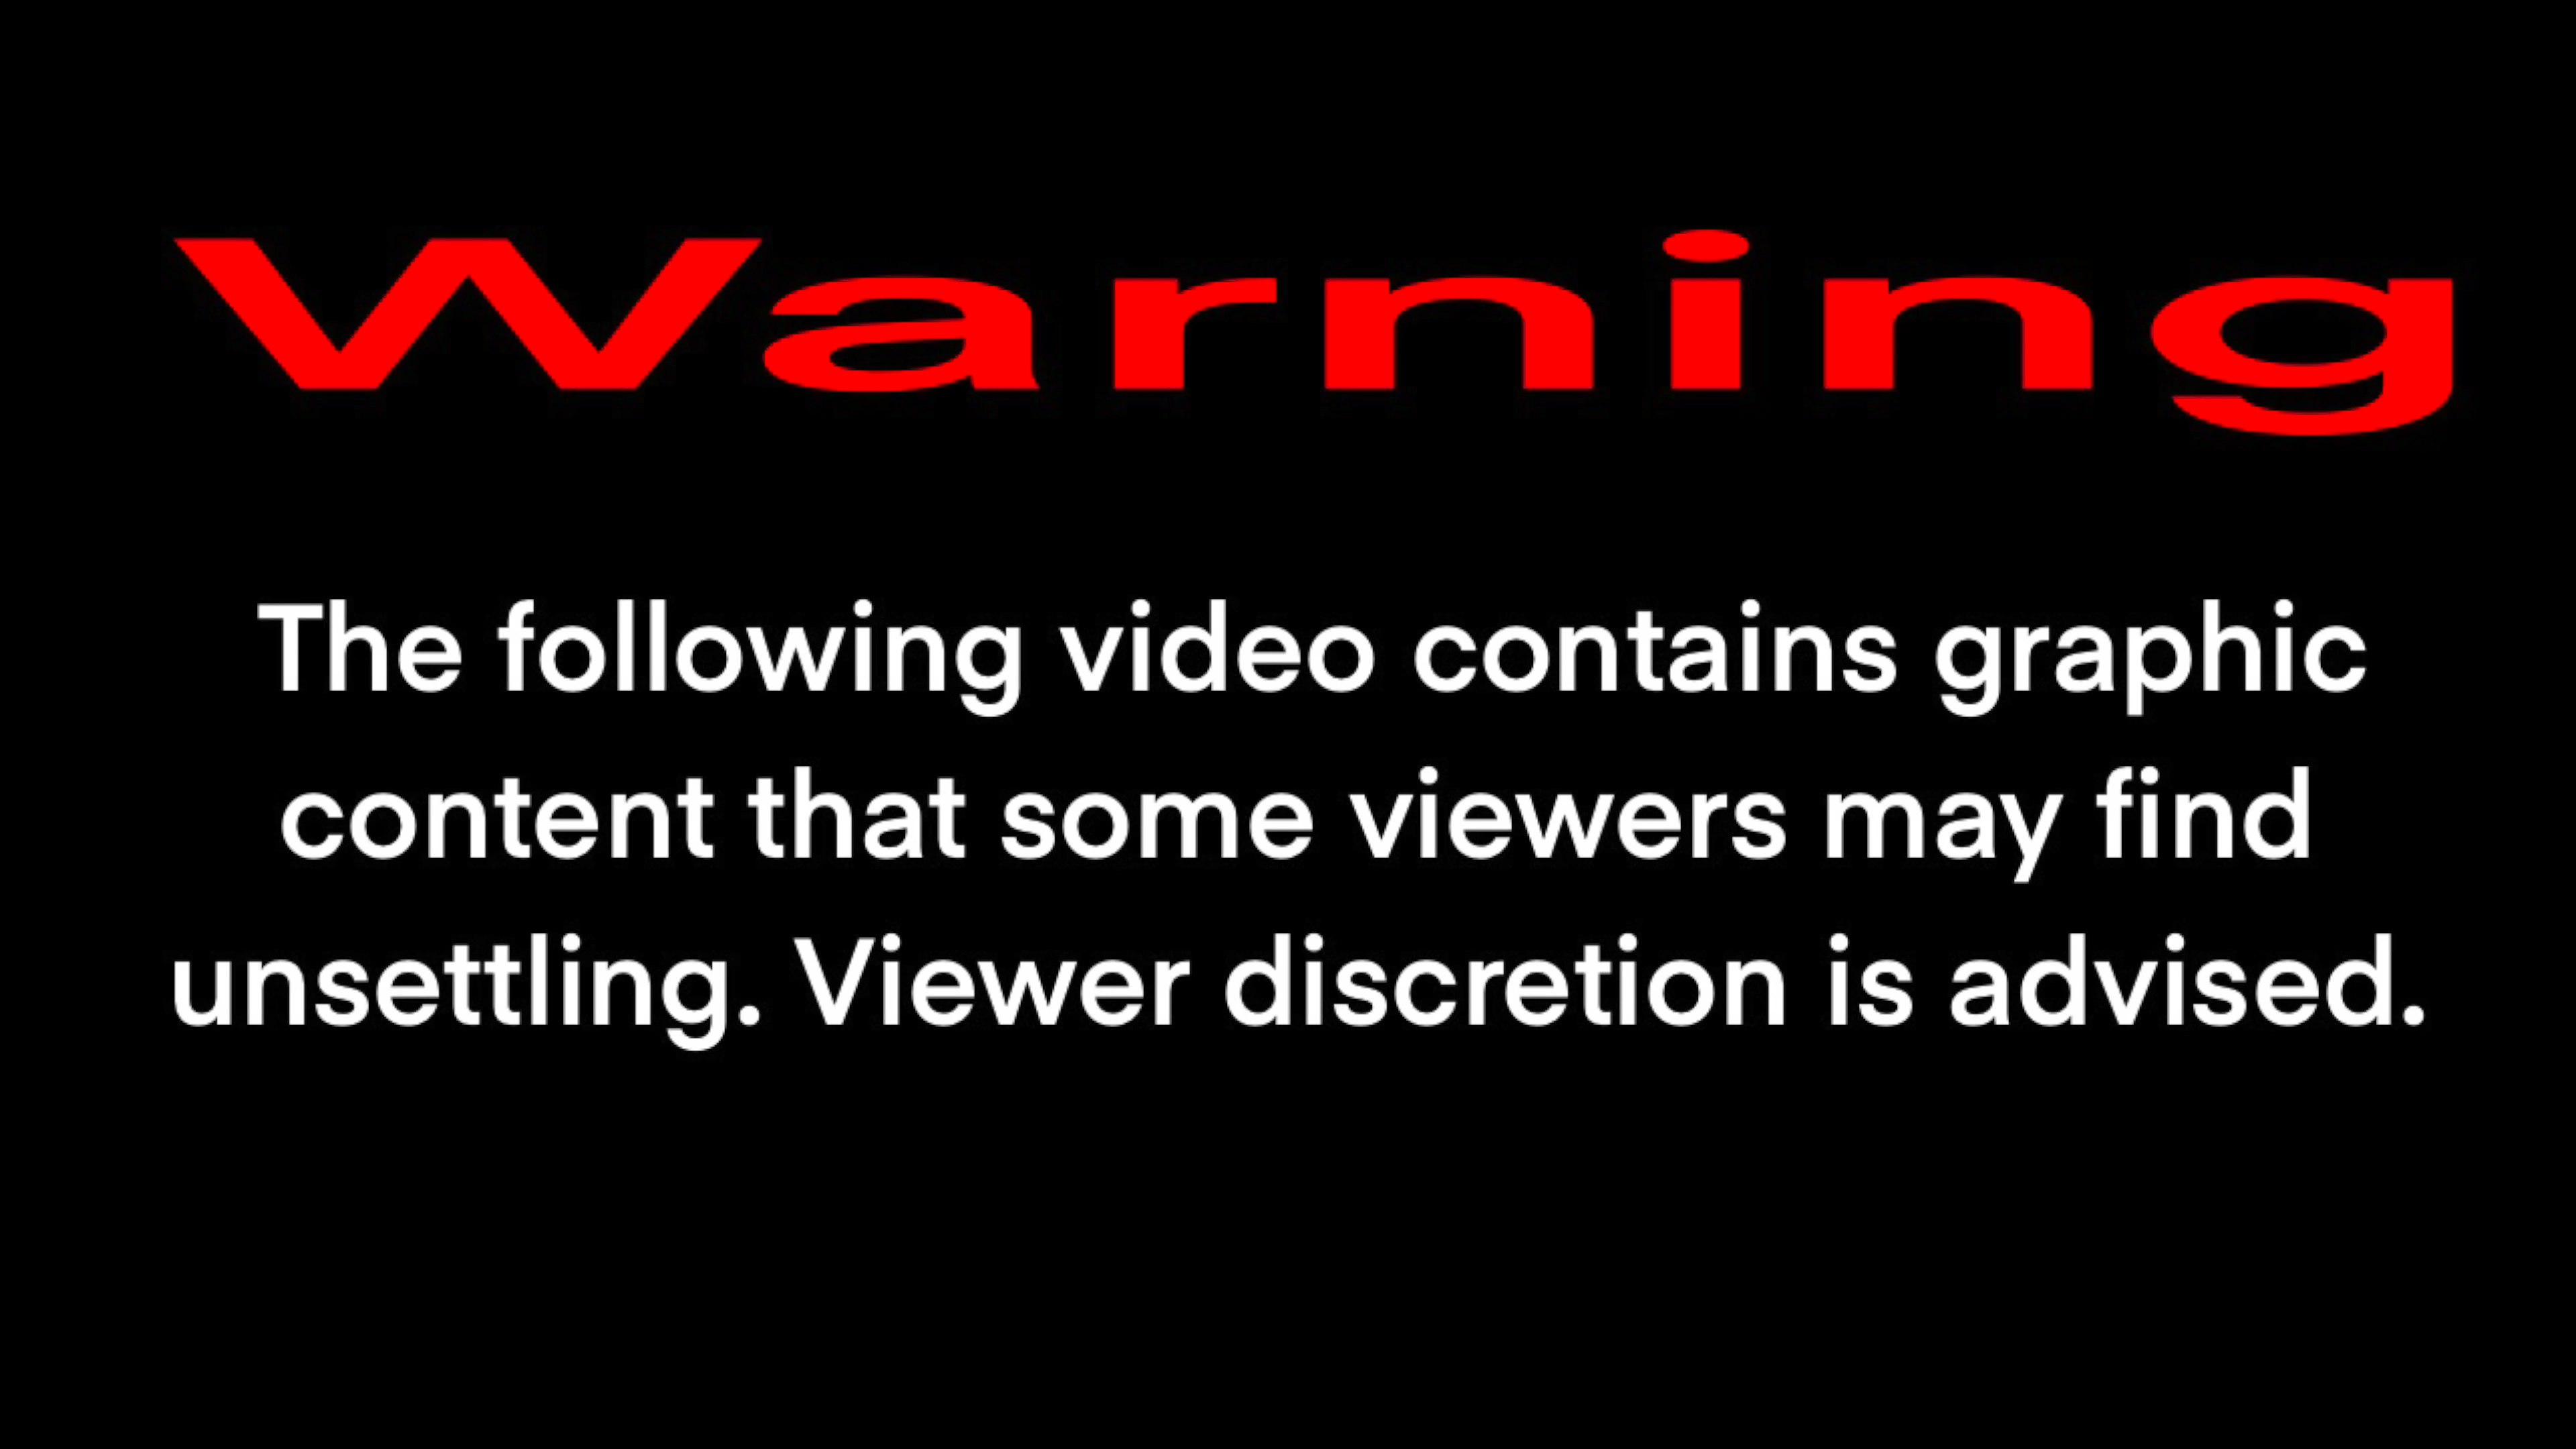 Warning
The following video contains graphic
content that some viewers may find
unsettling. Viewer discretion is advised.